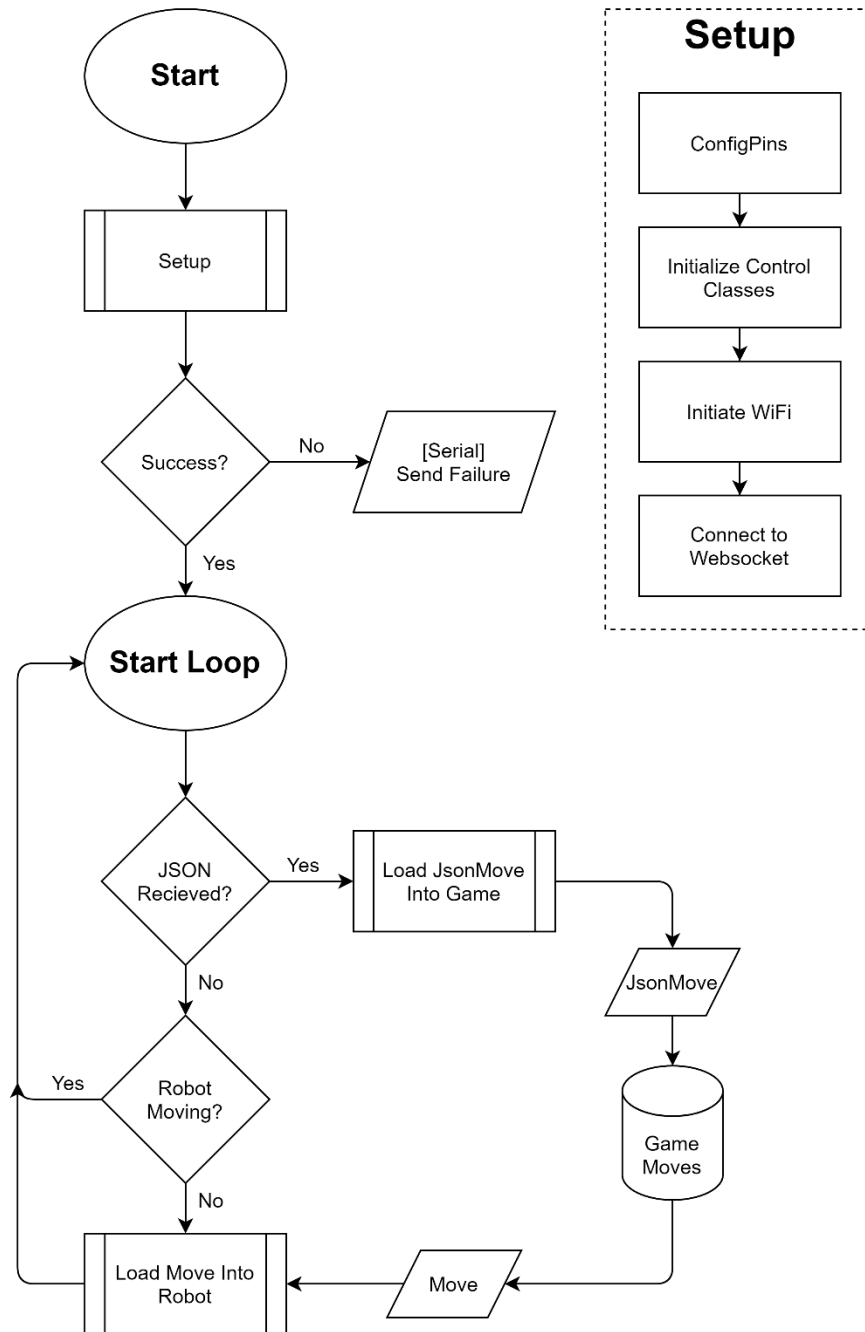 Start
Setup
Success?
No
[Serial]
Send Failure
Yes
Start Loop
JSON
Recieved?
Yes
Load JsonMove
Into Game
JsonMove
Game
Moves
No
Robot
Moving?
Yes
No
Load Move Into
Robot
Move
Setup
ConfigPins
Initialize Control
Classes
Initiate WiFi
Connect to
Websocket